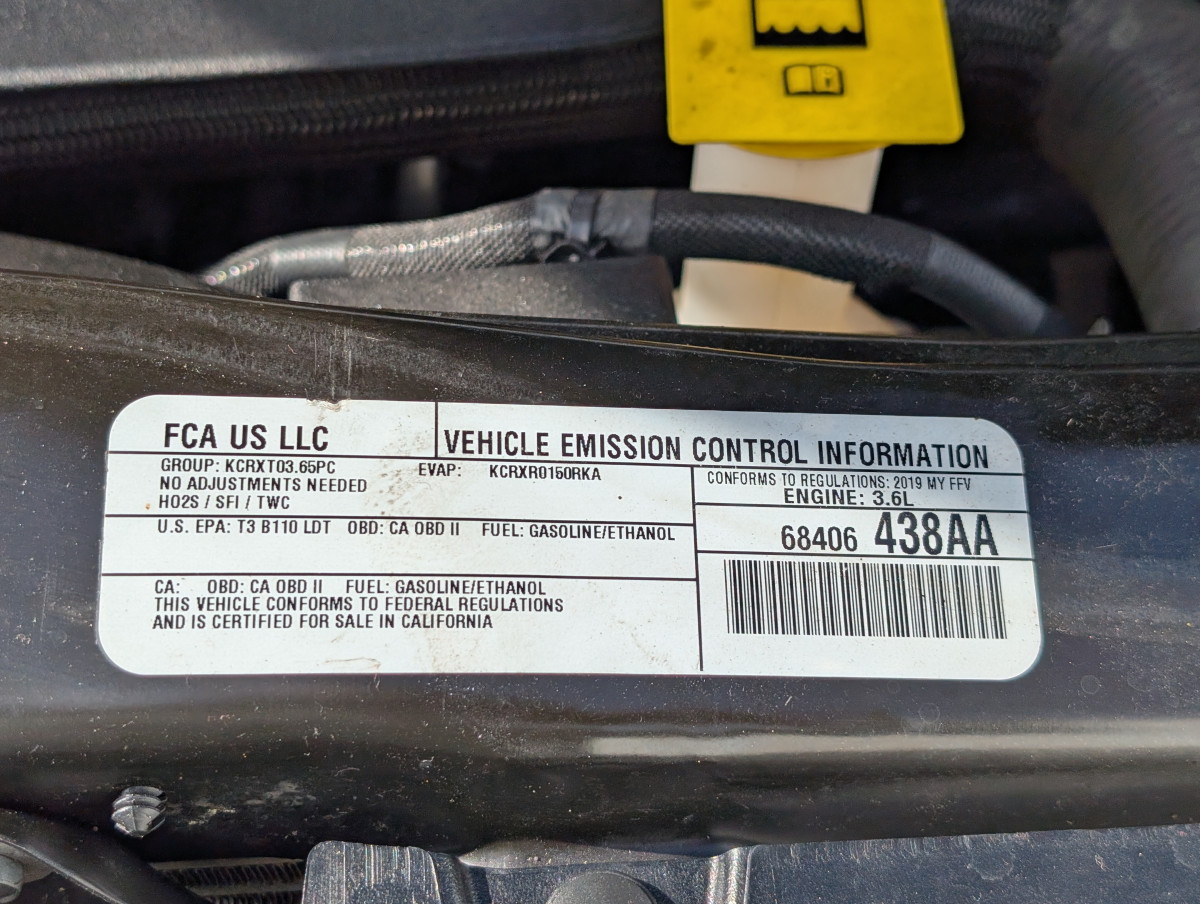 FCA US LLC
VEHICLE EMISSION CONTROL INFORMATION
GROUP: KCRXT03.65PC EVAP: KCRXR0150RKA
NO ADJUSTMENTS NEEDED
HO2S / SFI / TWC
CONFORMS TO REGULATIONS: 2019 MY FFV
ENGINE: 3.6L
U.S. EPA: T3 B110 LDT OBD: CA OBD II FUEL: GASOLINE/ETHANOL
68406 438AA
CA: OBD: CA OBD II FUEL: GASOLINE/ETHANOL
THIS VEHICLE CONFORMS TO FEDERAL REGULATIONS
AND IS CERTIFIED FOR SALE IN CALIFORNIA